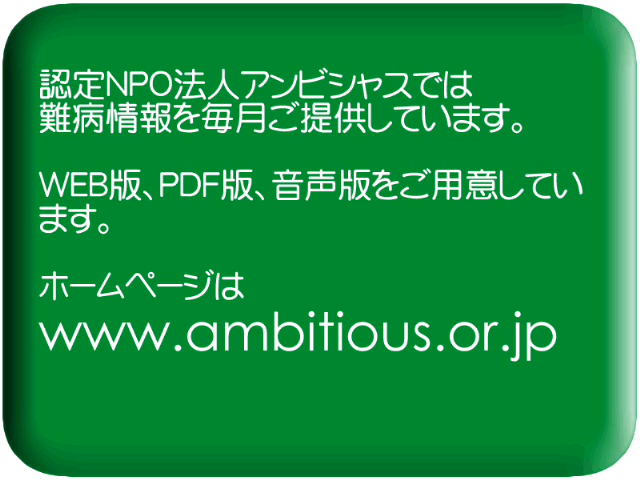 認定NPO法人アンビシャスでは
難病情報を毎月ご提供しています。
WEB版、PDF版、音声版をご用意してい
ます。
ホームページは
www.ambitious.or.jp